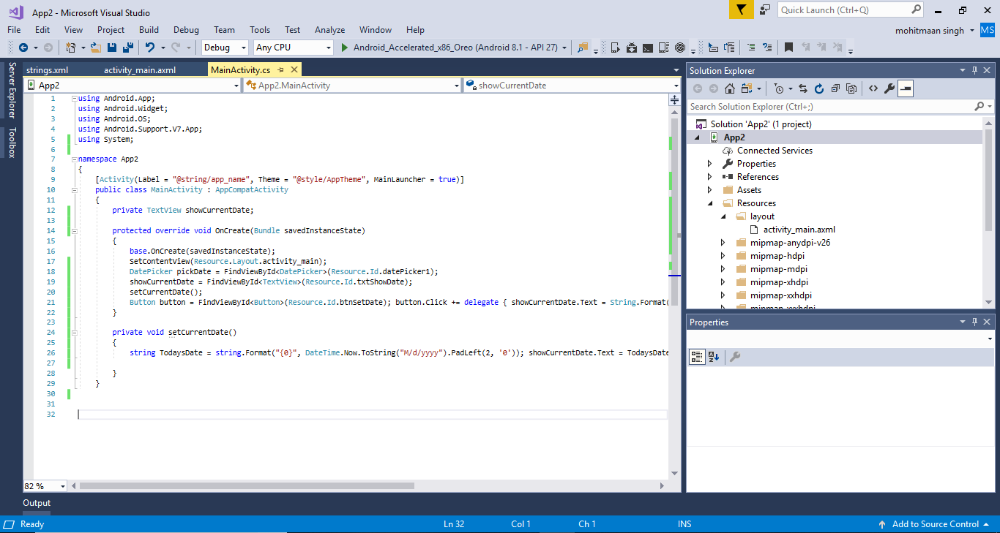 App2 - Microsoft Visual Studio
Quick Launch (Ctrl+Q)
File Edit View Project Build Debug Team Tools Test Analyze Window Help
mohitmaan singh MS
Debug Any CPU Android_Accelerated_x86_Oreo (Android 8.1 - API 27)
Server Explorer
Toolbox
strings.xml activity_main.axml MainActivity.cs
App2 App2.MainActivity showCurrentDate
1 using Android.App;
2 using Android.Widget;
3 using Android.OS;
4 using Android.Support.V7.App;
5 using System;
6
7 namespace App2
8 {
9 [Activity(Label = "@string/app_name", Theme = "@style/AppTheme", MainLauncher = true)]
10 public class MainActivity : AppCompatActivity
11 {
12 private TextView showCurrentDate;
13
14 protected override void OnCreate(Bundle savedInstanceState)
15 {
16 base.OnCreate(savedInstanceState);
17 SetContentView(Resource.Layout.activity_main);
18 DatePicker pickDate = FindViewById<DatePicker>(Resource.Id.datePicker1);
19 showCurrentDate = FindViewById<TextView>(Resource.Id.txtShowDate);
20 setCurrentDate();
21 Button button = FindViewById<Button>(Resource.Id.btnSetDate); button.Click += delegate { showCurrentDate.Text = String.Format(
22 }
23
24 private void setCurrentDate()
25 {
26 string TodaysDate = string.Format("{0}", DateTime.Now.ToString("M/d/yyyy").PadLeft(2, '0')); showCurrentDate.Text = TodaysDate
27
28 }
29 }
30
31
32
82 %
Solution Explorer
Search Solution Explorer (Ctrl+;)
Solution 'App2' (1 project)
App2
Connected Services
Properties
References
Assets
Resources
layout
activity_main.axml
mipmap-anydpi-v26
mipmap-hdpi
mipmap-mdpi
mipmap-xhdpi
mipmap-xxhdpi
mipmap-xxxhdpi
Properties
Output
Ready Ln 32 Col 1 Ch 1 INS Add to Source Control